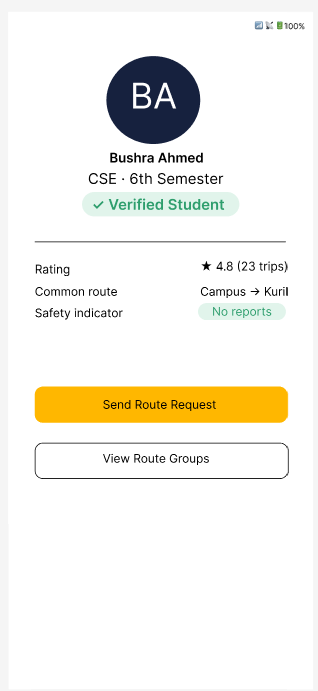 100%
BA
Bushra Ahmed
CSE · 6th Semester
✓ Verified Student
Rating ★ 4.8 (23 trips)
Common route Campus → Kuril
Safety indicator No reports
Send Route Request
View Route Groups